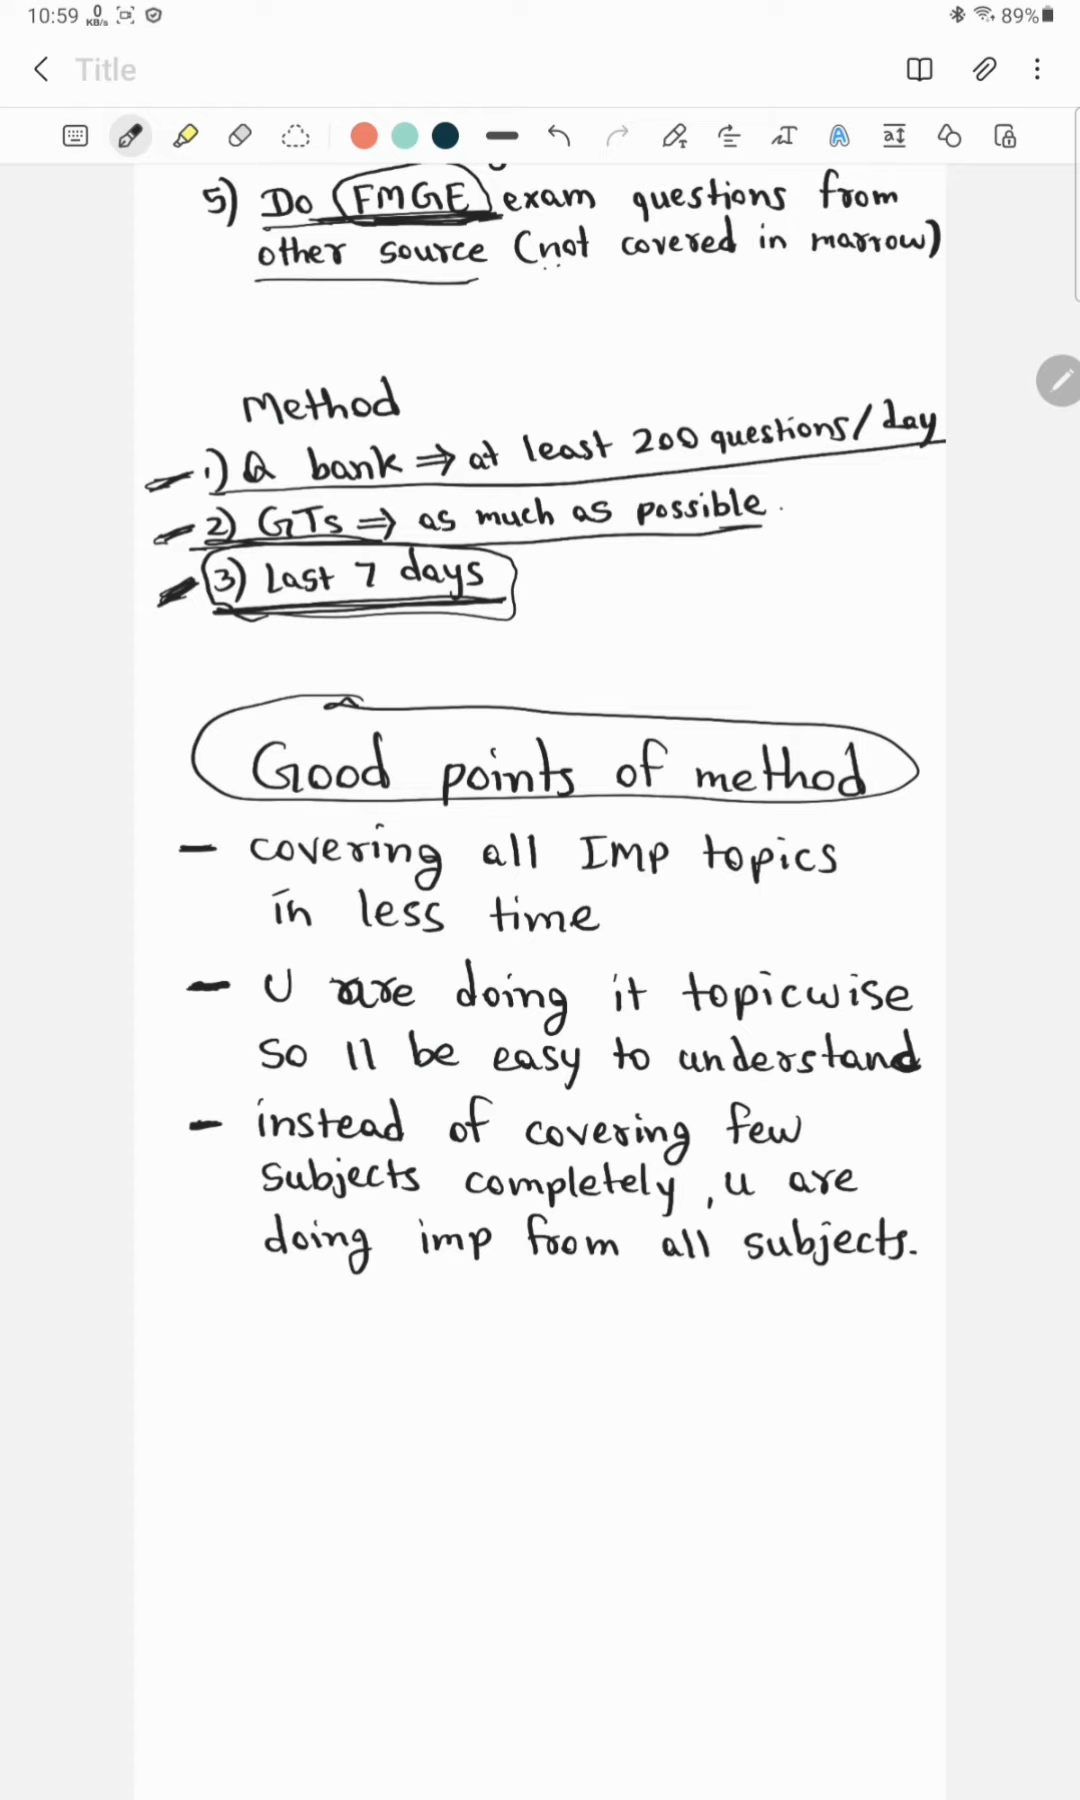 10:59 0 KB/s 89%
Title
5) Do FMGE exam questions from
other source (not covered in marrow)
Method
1) Q bank ⇒ at least 200 questions/day
2) GTs ⇒ as much as possible.
3) Last 7 days
Good points of method
- covering all Imp topics
in less time
- U are doing it topicwise
so ll be easy to understand
- instead of covering few
subjects completely, u are
doing imp from all subjects.